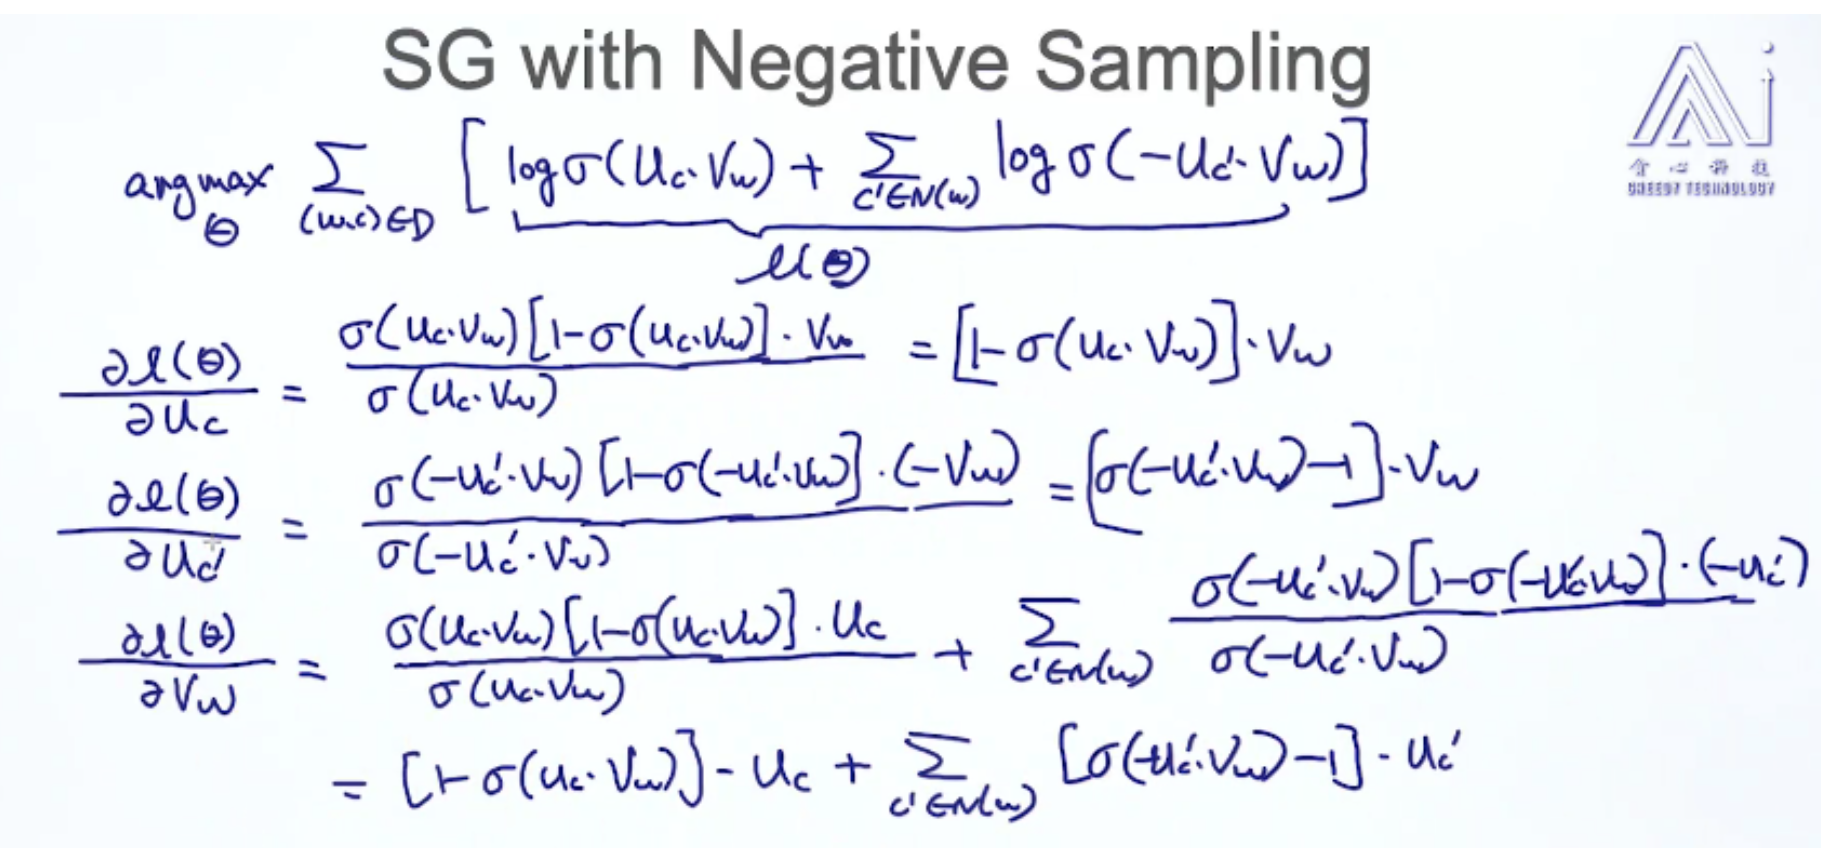 SG with Negative Sampling
argmax_θ Σ_{(w,c)∈D} [ log σ(u_c · v_w) + Σ_{c'∈N(w)} log σ(-u_c' · v_w) ]
ℓ(θ)
∂ℓ(θ)/∂u_c = σ(u_c·v_w)[1-σ(u_c·v_w)]·v_w / σ(u_c·v_w) = [1-σ(u_c·v_w)]·v_w
∂ℓ(θ)/∂u_c' = σ(-u_c'·v_w)[1-σ(-u_c'·v_w)]·(-v_w) / σ(-u_c'·v_w) = [σ(-u_c'·v_w)-1]·v_w
∂ℓ(θ)/∂v_w = σ(u_c·v_w)[1-σ(u_c·v_w)]·u_c / σ(u_c·v_w) + Σ_{c'∈N(w)} σ(-u_c'·v_w)[1-σ(-u_c'·v_w)]·(-u_c') / σ(-u_c'·v_w)
= [1-σ(u_c·v_w)]·u_c + Σ_{c'∈N(w)} [σ(-u_c'·v_w)-1]·u_c'